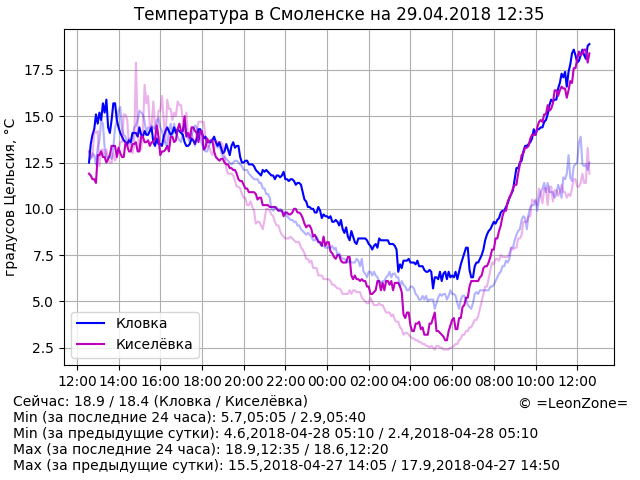 Температура в Смоленске на 29.04.2018 12:35
градусов Цельсия, °C
17.5
15.0
12.5
10.0
7.5
5.0
2.5
Кловка
Киселёвка
12:00 14:00 16:00 18:00 20:00 22:00 00:00 02:00 04:00 06:00 08:00 10:00 12:00
Сейчас: 18.9 / 18.4 (Кловка / Киселёвка)
© =LeonZone=
Min (за последние 24 часа): 5.7,05:05 / 2.9,05:40
Min (за предыдущие сутки): 4.6,2018-04-28 05:10 / 2.4,2018-04-28 05:10
Max (за последние 24 часа): 18.9,12:35 / 18.6,12:20
Max (за предыдущие сутки): 15.5,2018-04-27 14:05 / 17.9,2018-04-27 14:50